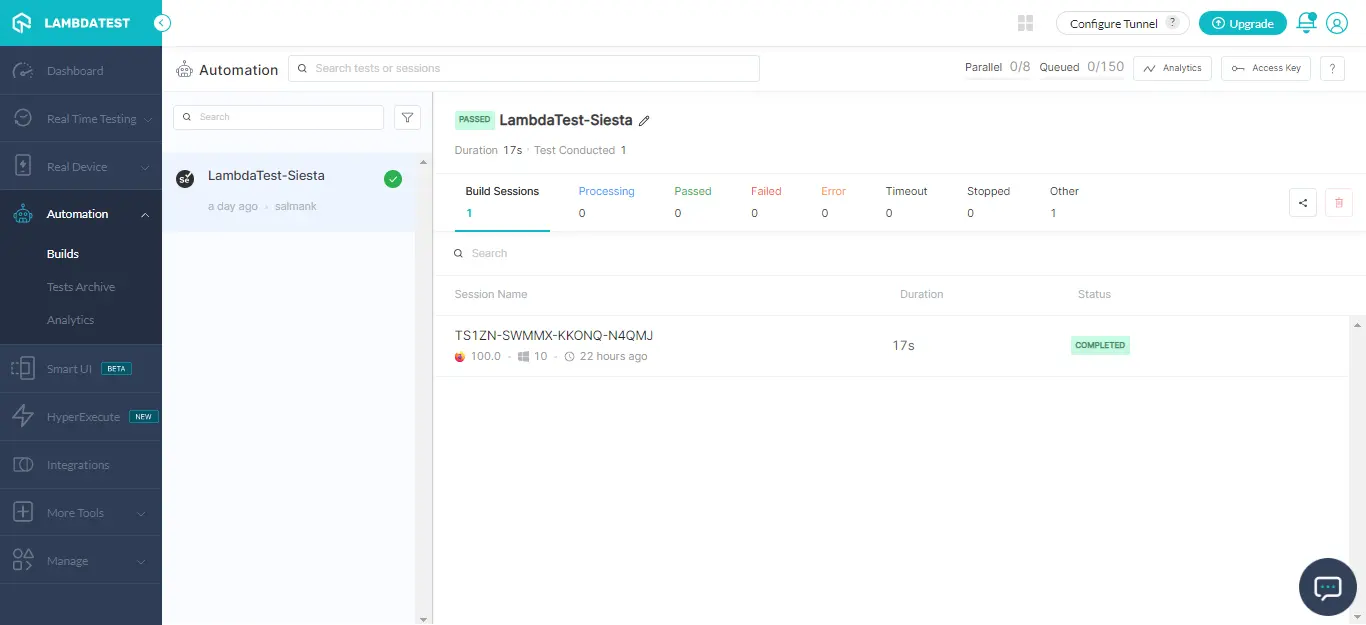 LAMBDATEST
Configure Tunnel ?
Upgrade
Dashboard
Real Time Testing
Real Device
Automation
Builds
Tests Archive
Analytics
Smart UI BETA
HyperExecute NEW
Integrations
More Tools
Manage
Automation
Search tests or sessions
Parallel 0/8 Queued 0/150
Analytics
Access Key
?
Search
Se
LambdaTest-Siesta
a day ago salmank
PASSED LambdaTest-Siesta
Duration 17s · Test Conducted 1
Build Sessions Processing Passed Failed Error Timeout Stopped Other
1 0 0 0 0 0 0 1
Search
Session Name Duration Status
TS1ZN-SWMMX-KKONQ-N4QMJ 17s COMPLETED
100.0 - 10 - 22 hours ago